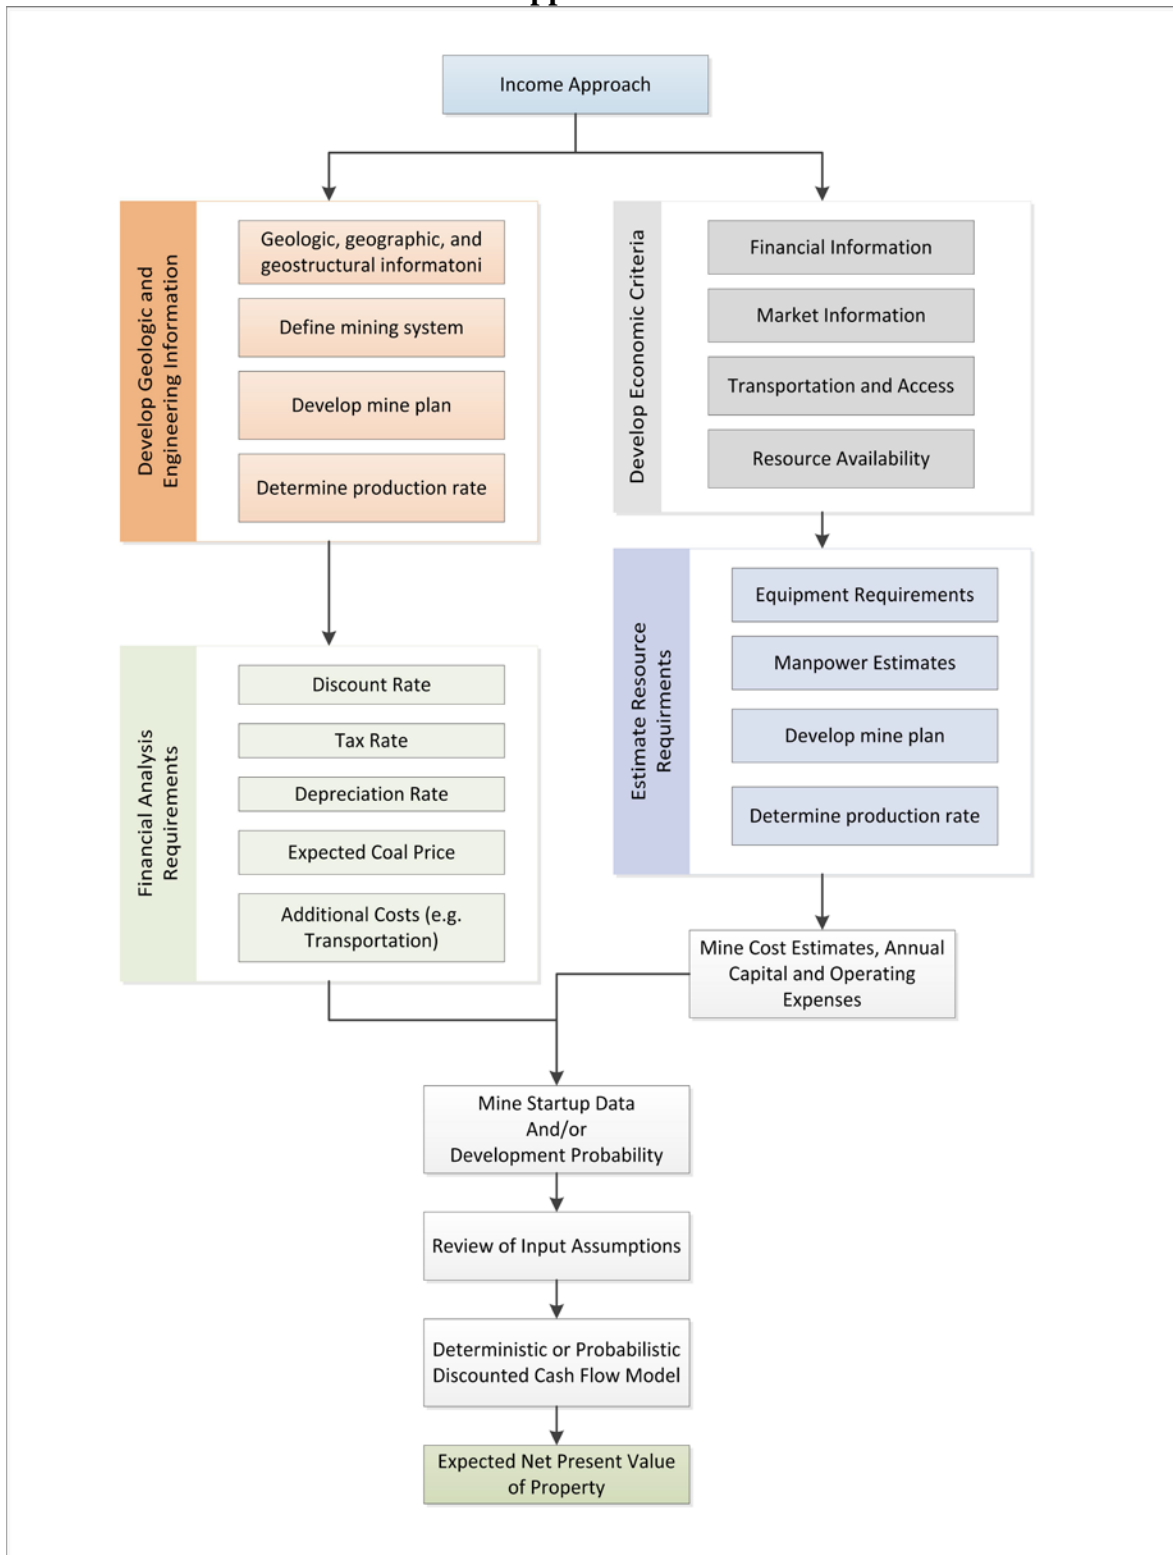 Income Approach
Develop Geologic and
Engineering Information
Geologic, geographic, and
geostructural informatoni
Define mining system
Develop mine plan
Determine production rate
Develop Economic Criteria
Financial Information
Market Information
Transportation and Access
Resource Availability
Financial Analysis
Requirements
Discount Rate
Tax Rate
Depreciation Rate
Expected Coal Price
Additional Costs (e.g.
Transportation)
Estimate Resource
Requirments
Equipment Requirements
Manpower Estimates
Develop mine plan
Determine production rate
Mine Cost Estimates, Annual
Capital and Operating
Expenses
Mine Startup Data
And/or
Development Probability
Review of Input Assumptions
Deterministic or Probabilistic
Discounted Cash Flow Model
Expected Net Present Value
of Property